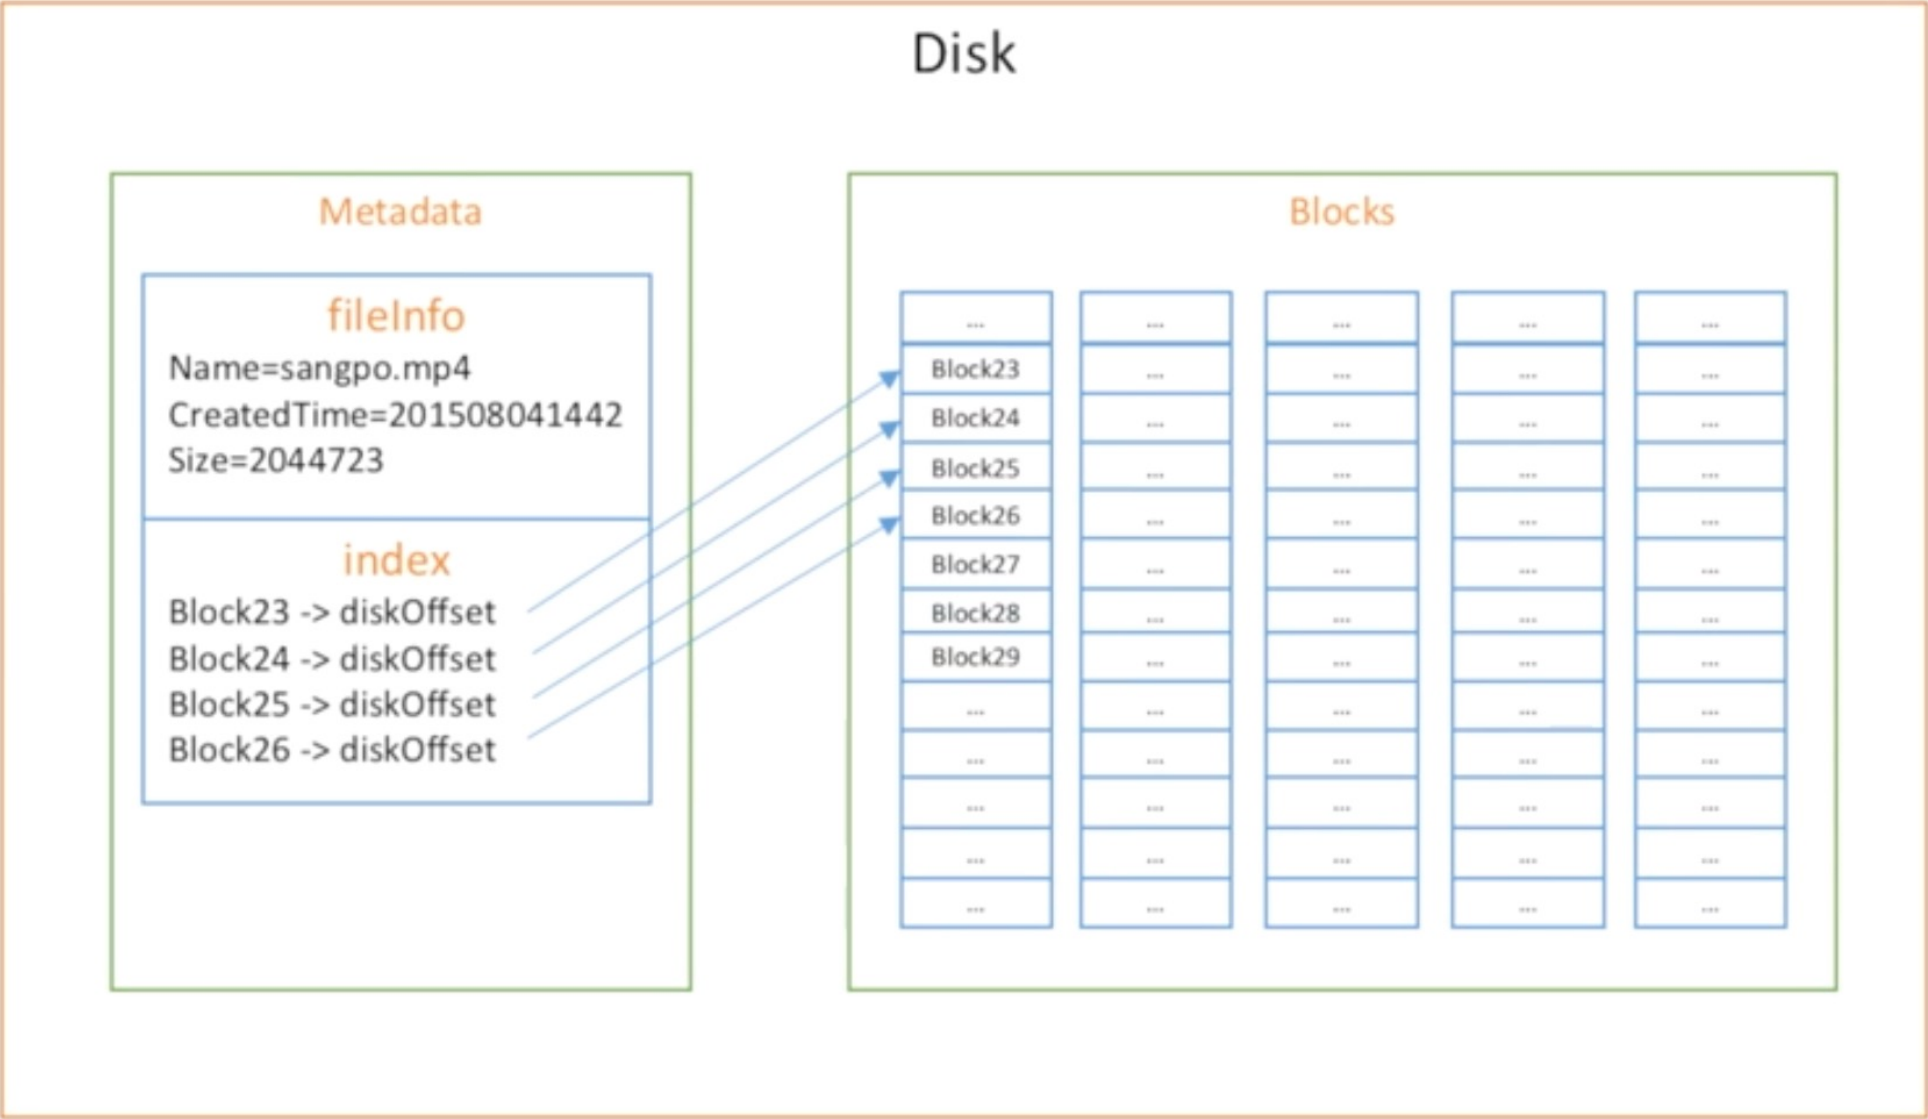 Disk
Metadata
fileInfo
Name=sangpo.mp4
CreatedTime=201508041442
Size=2044723
index
Block23 -> diskOffset
Block24 -> diskOffset
Block25 -> diskOffset
Block26 -> diskOffset
Blocks
... ... ... ... ...
Block23 ... ... ... ...
Block24 ... ... ... ...
Block25 ... ... ... ...
Block26 ... ... ... ...
Block27 ... ... ... ...
Block28 ... ... ... ...
Block29 ... ... ... ...
... ... ... ... ...
... ... ... ... ...
... ... ... ... ...
... ... ... ... ...
... ... ... ... ...